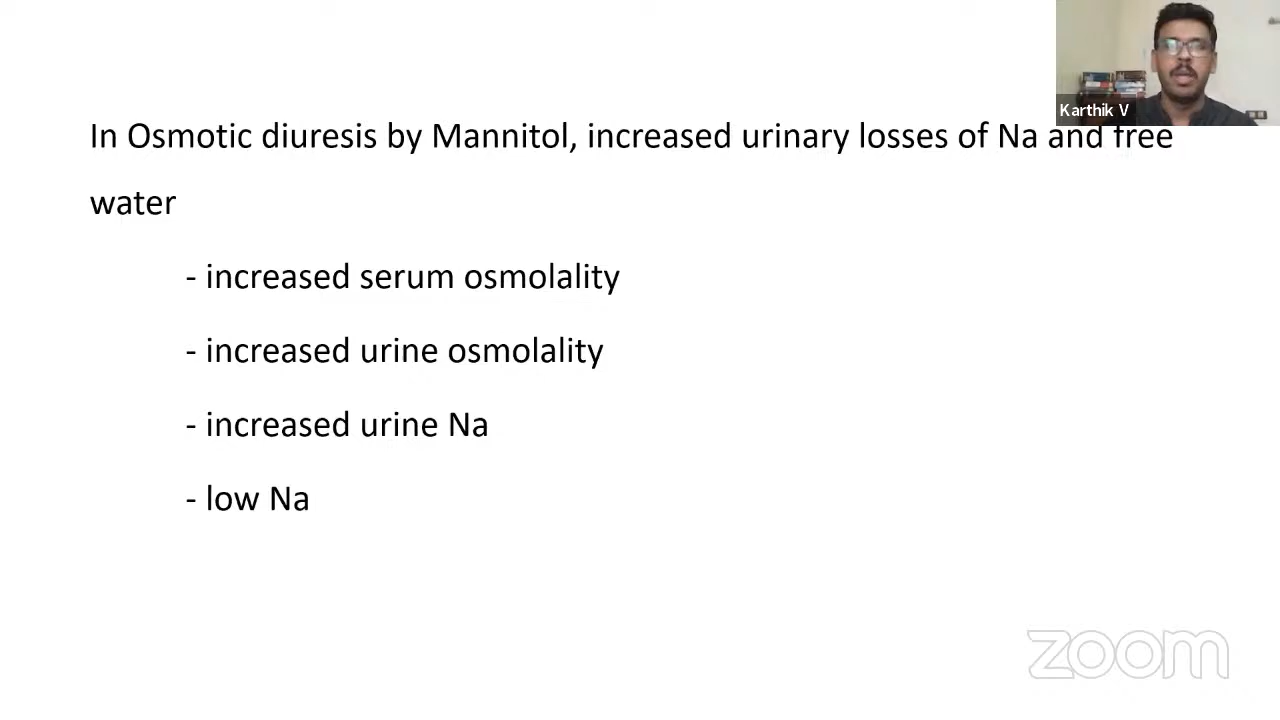 Karthik V
In Osmotic diuresis by Mannitol, increased urinary losses of Na and free
water
- increased serum osmolality
- increased urine osmolality
- increased urine Na
- low Na
zoom